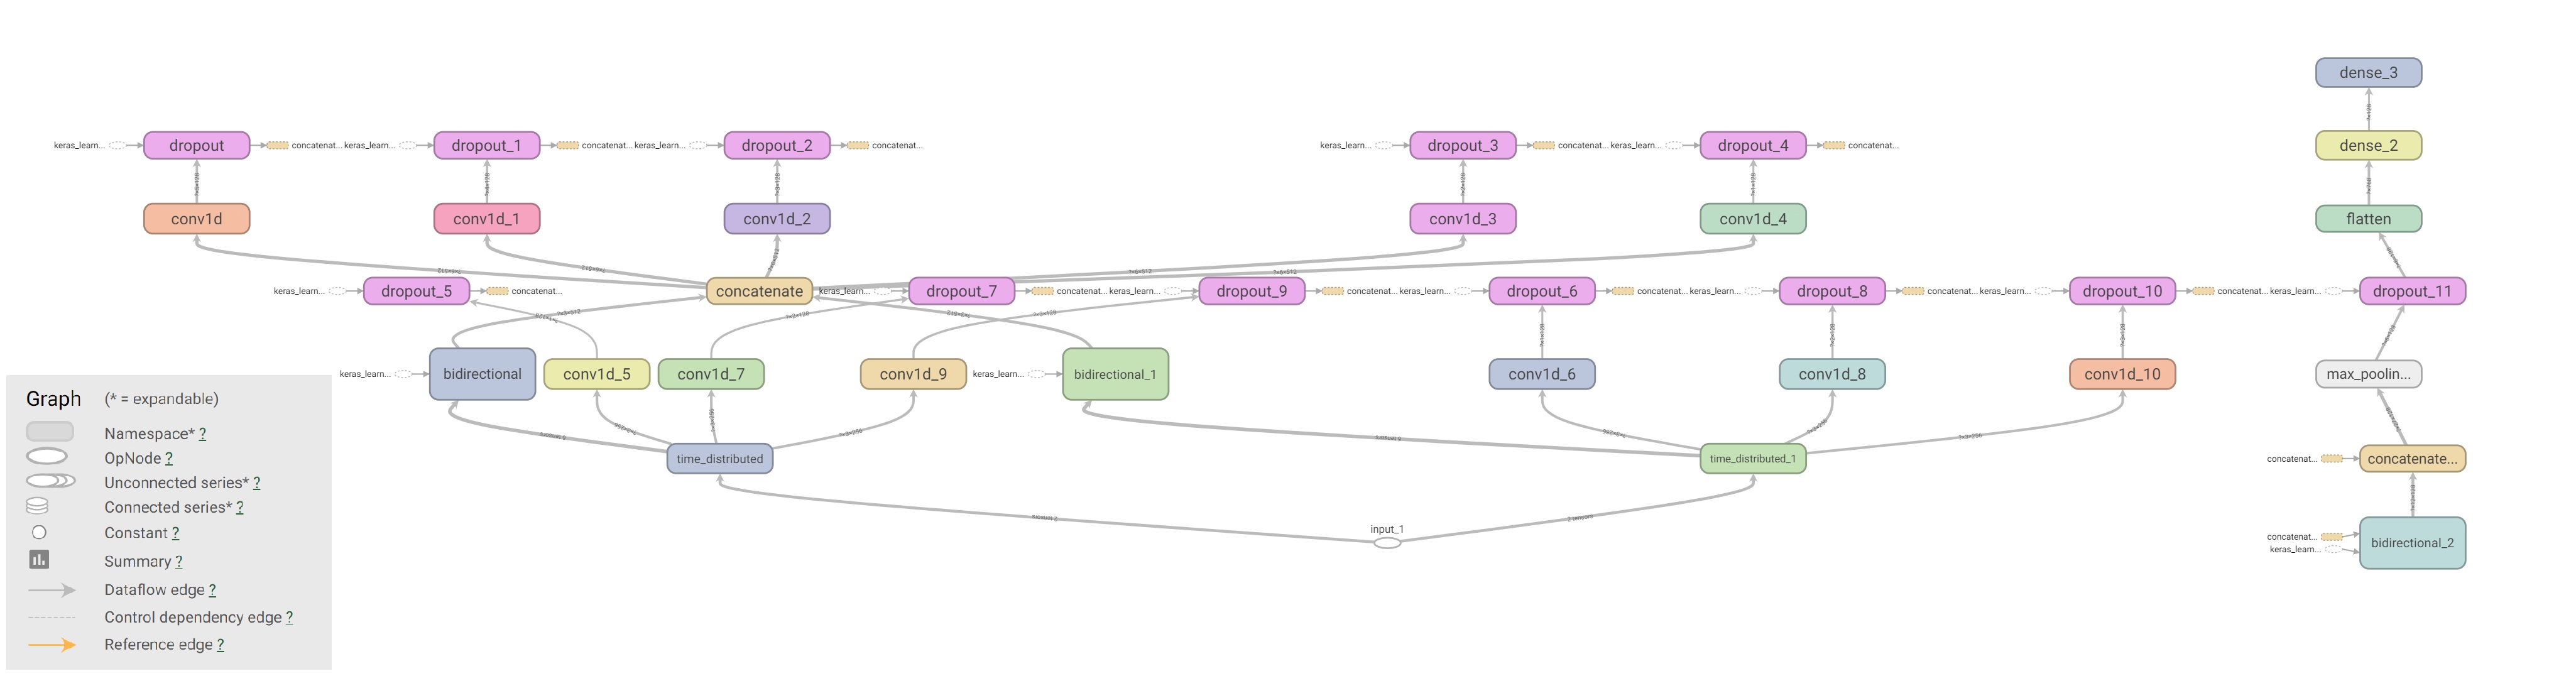 dense_3
keras_learn... dropout concatenat... keras_learn... dropout_1 concatenat... keras_learn... dropout_2 concatenat... keras_learn... dropout_3 concatenat... keras_learn... dropout_4 concatenat... dense_2
conv1d conv1d_1 conv1d_2 conv1d_3 conv1d_4 flatten
keras_learn... dropout_5 concatenat... concatenate keras_learn... dropout_7 concatenat... keras_learn... dropout_9 concatenat... keras_learn... dropout_6 concatenat... keras_learn... dropout_8 concatenat... keras_learn... dropout_10 concatenat... keras_learn... dropout_11
keras_learn... bidirectional conv1d_5 conv1d_7 conv1d_9 keras_learn... bidirectional_1 conv1d_6 conv1d_8 conv1d_10 max_poolin...
time_distributed time_distributed_1 concatenat... concatenate...
input_1
concatenat...
keras_learn... bidirectional_2
Graph (* = expandable)
Namespace* ?
OpNode ?
Unconnected series* ?
Connected series* ?
Constant ?
Summary ?
Dataflow edge ?
Control dependency edge ?
Reference edge ?